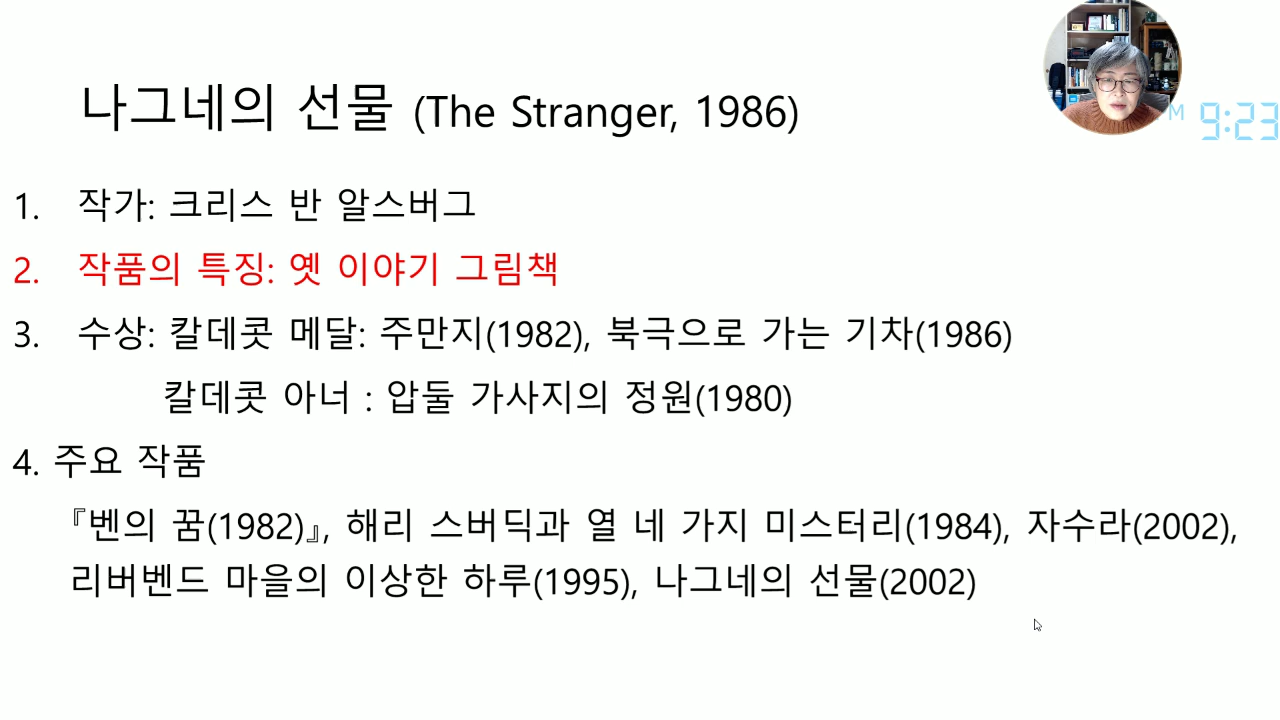 나그네의 선물 (The Stranger, 1986)
M 9:23
1. 작가: 크리스 반 알스버그
2. 작품의 특징: 옛 이야기 그림책
3. 수상: 칼데콧 메달: 주만지(1982), 북극으로 가는 기차(1986)
칼데콧 아너 : 압둘 가사지의 정원(1980)
4. 주요 작품
『벤의 꿈(1982)』, 해리 스버딕과 열 네 가지 미스터리(1984), 자수라(2002),
리버벤드 마을의 이상한 하루(1995), 나그네의 선물(2002)